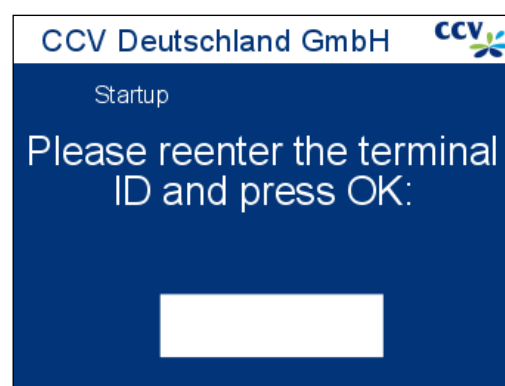 CCV Deutschland GmbH
CCV
Startup
Please reenter the terminal
ID and press OK: